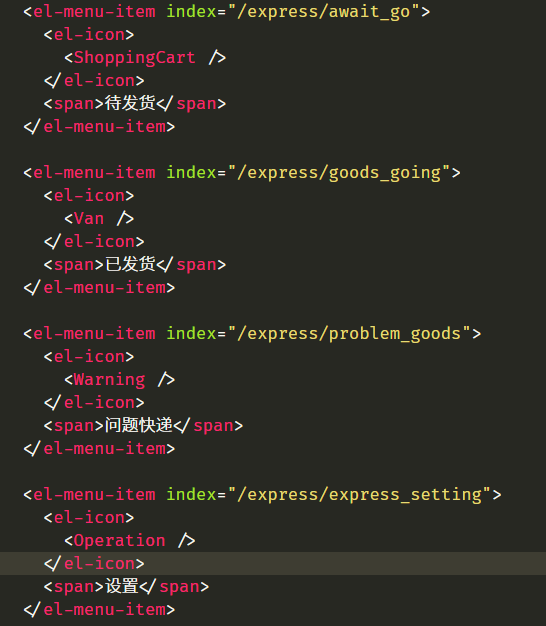 <el-menu-item index="/express/await_go">
<el-icon>
<ShoppingCart />
</el-icon>
<span>待发货</span>
</el-menu-item>
<el-menu-item index="/express/goods_going">
<el-icon>
<Van />
</el-icon>
<span>已发货</span>
</el-menu-item>
<el-menu-item index="/express/problem_goods">
<el-icon>
<Warning />
</el-icon>
<span>问题快递</span>
</el-menu-item>
<el-menu-item index="/express/express_setting">
<el-icon>
<Operation />
</el-icon>
<span>设置</span>
</el-menu-item>